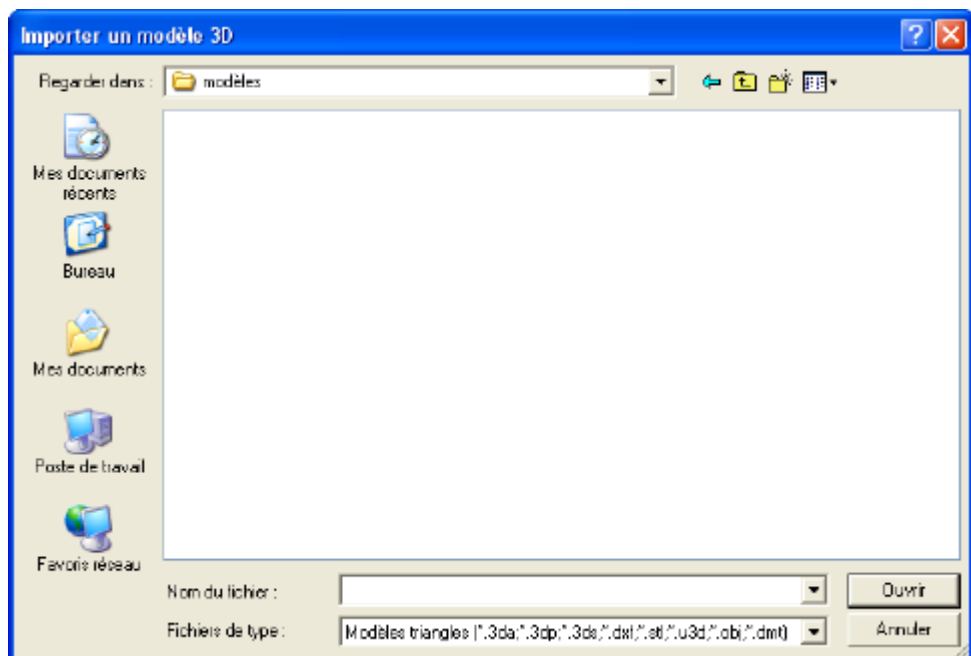 Importer un modèle 3D
Regarder dans :
modèles
Mes documents
récents
Bureau
Mes documents
Poste de travail
Favoris réseau
Nom du fichier :
Ouvrir
Fichiers de type :
Modèles triangles (*.3da;*.3dp;*.3ds;*.dxf;*.stl;*.u3d;*.obj;*.dmt)
Annuler